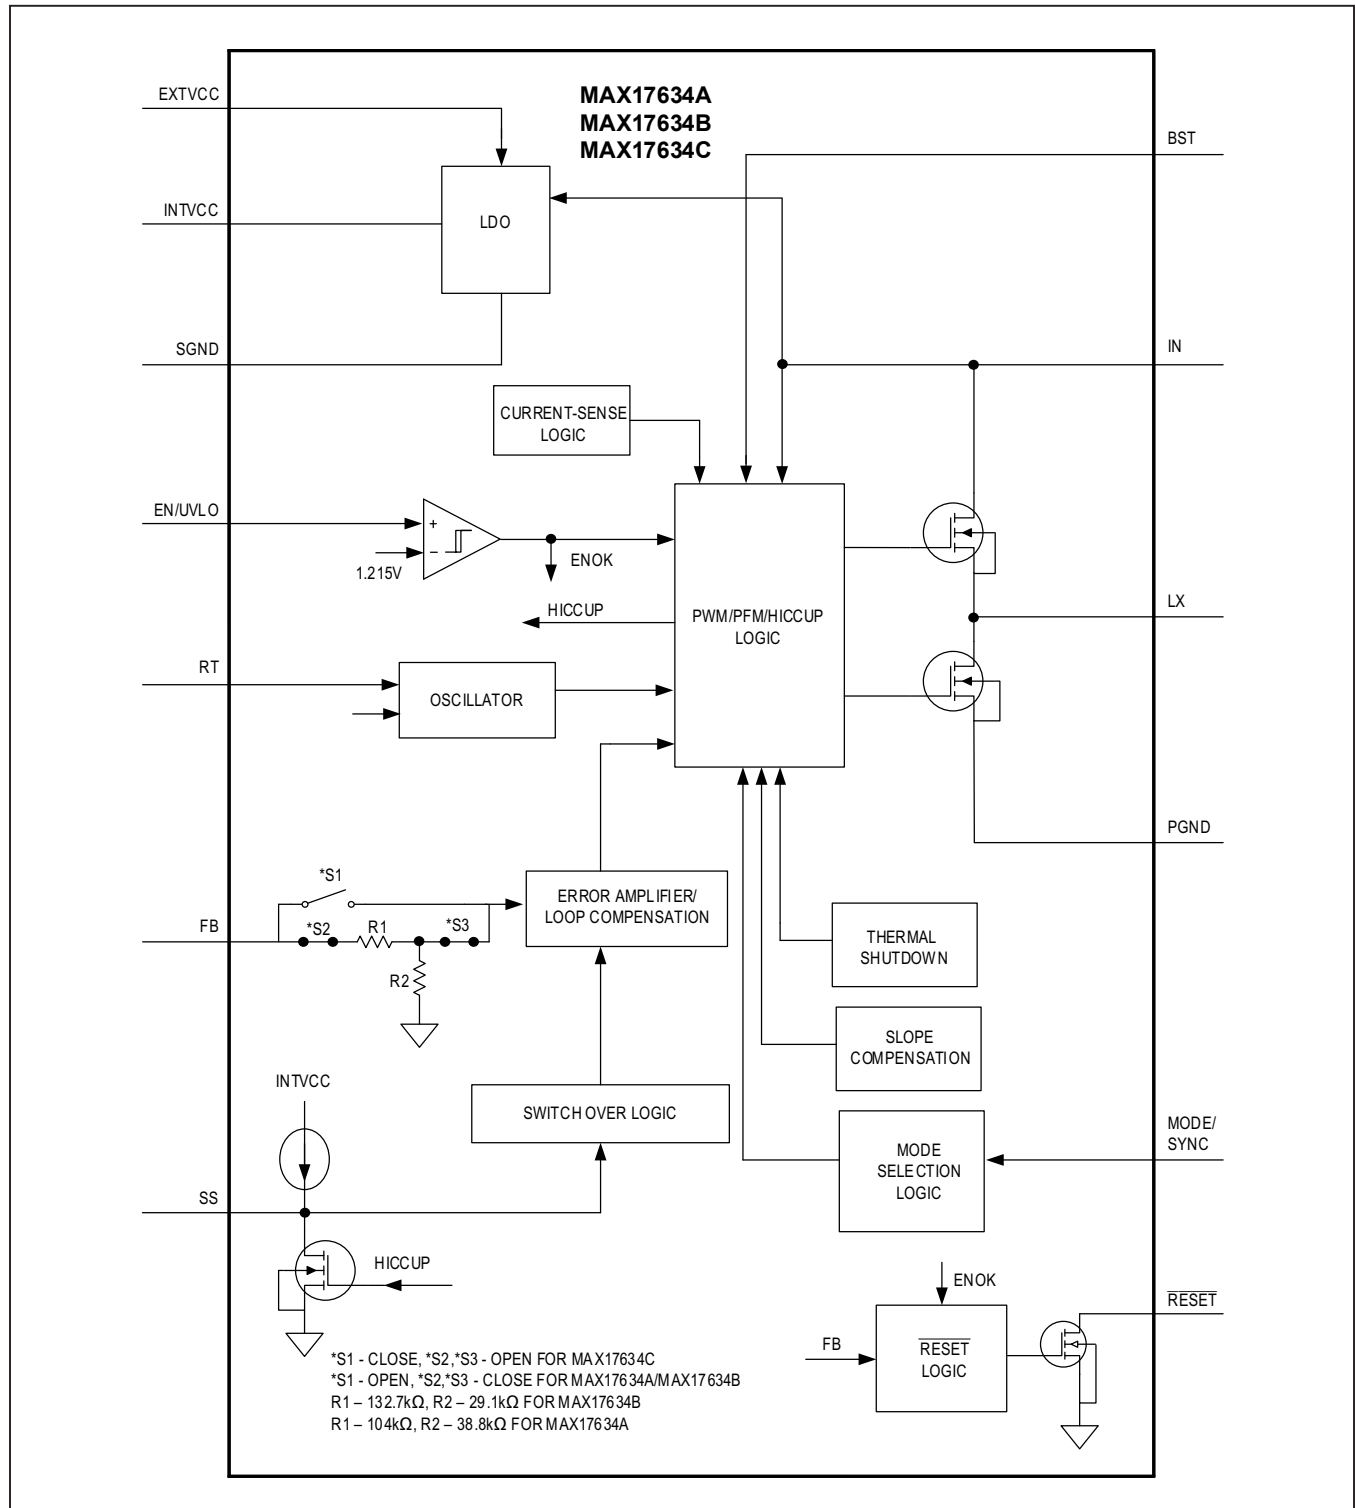 MAX17634A
MAX17634B
MAX17634C
EXTVCC
BST
INTVCC
LDO
SGND
IN
CURRENT-SENSE
LOGIC
EN/UVLO
+
−
1.215V
ENOK
HICCUP
PWM/PFM/HICCUP
LOGIC
LX
RT
OSCILLATOR
PGND
*S1
ERROR AMPLIFIER/
LOOP COMPENSATION
FB
*S2
R1
*S3
R2
THERMAL
SHUTDOWN
SLOPE
COMPENSATION
INTVCC
SWITCH OVER LOGIC
MODE/
SYNC
MODE
SELECTION
LOGIC
SS
HICCUP
ENOK
RESET
FB
RESET
LOGIC
*S1 - CLOSE, *S2,*S3 - OPEN FOR MAX17634C
*S1 - OPEN, *S2,*S3 - CLOSE FOR MAX17634A/MAX17634B
R1 – 132.7kΩ, R2 – 29.1kΩ FOR MAX17634B
R1 – 104kΩ, R2 – 38.8kΩ FOR MAX17634A